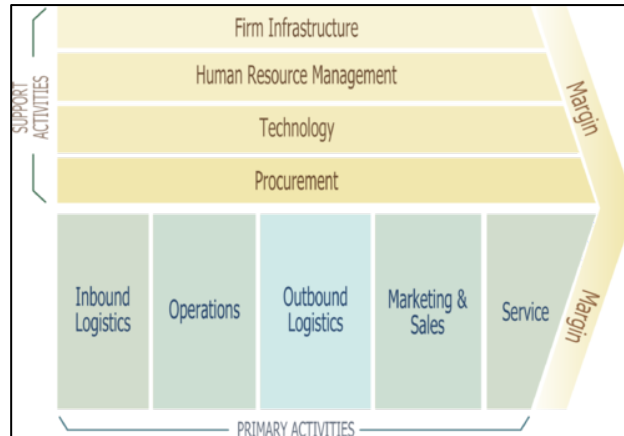 Firm Infrastructure
Human Resource Management
Technology
Procurement
SUPPORT
ACTIVITIES
Margin
Inbound
Logistics
Operations
Outbound
Logistics
Marketing &
Sales
Service
Margin
PRIMARY ACTIVITIES